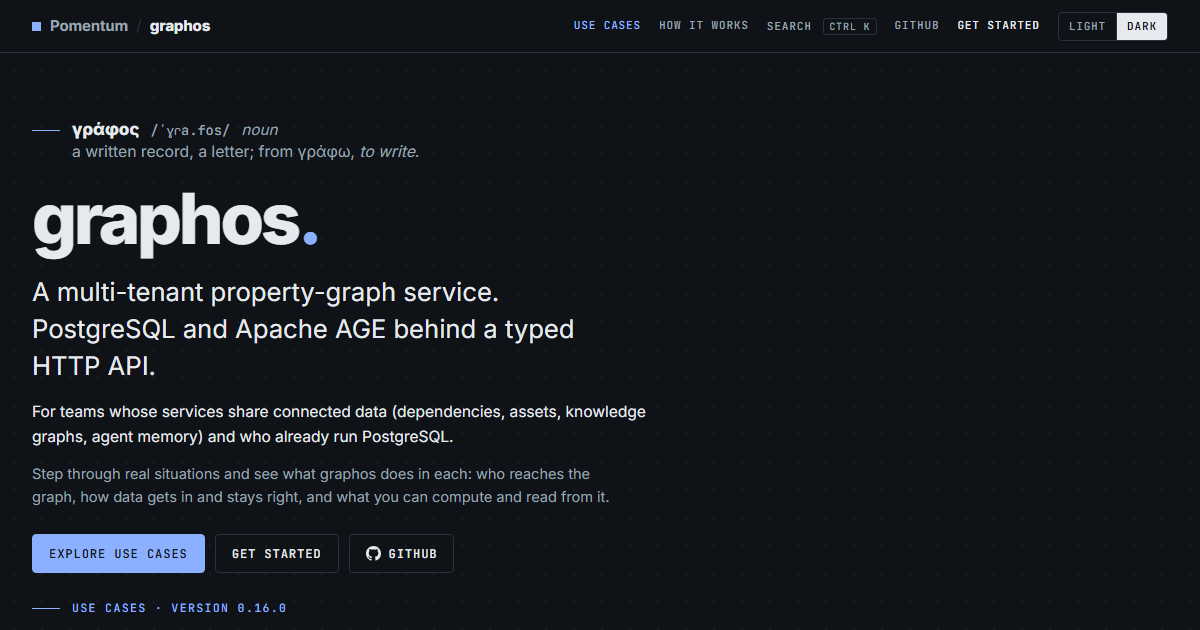 Pomentum / graphos
USE CASES HOW IT WORKS SEARCH CTRL K GITHUB GET STARTED LIGHT DARK
γράφος /ˈɣra.fos/ noun
a written record, a letter; from γράφω, to write.
graphos.
A multi-tenant property-graph service.
PostgreSQL and Apache AGE behind a typed
HTTP API.
For teams whose services share connected data (dependencies, assets, knowledge
graphs, agent memory) and who already run PostgreSQL.
Step through real situations and see what graphos does in each: who reaches the
graph, how data gets in and stays right, and what you can compute and read from it.
EXPLORE USE CASES GET STARTED GITHUB
USE CASES · VERSION 0.16.0